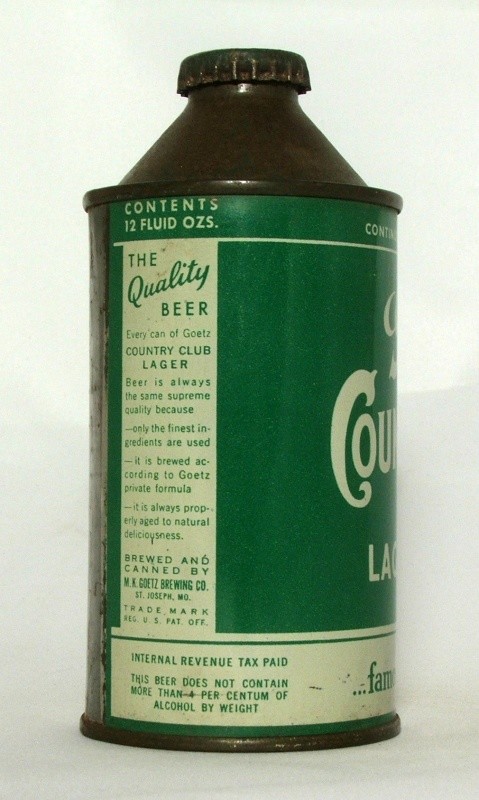 CONTENTS
12 FLUID OZS.
THE
Quality
BEER
Every can of Goetz
COUNTRY CLUB
LAGER
Beer is always
the same supreme
quality because
—only the finest in-
gredients are used
—it is brewed ac-
cording to Goetz
private formula
—it is always prop-
erly aged to natural
deliciousness.
BREWED AND
CANNED BY
M.K. GOETZ BREWING CO.
ST. JOSEPH, MO.
TRADE MARK
REG. U.S. PAT. OFF.
INTERNAL REVENUE TAX PAID
THIS BEER DOES NOT CONTAIN
MORE THAN 4 PER CENTUM OF
ALCOHOL BY WEIGHT
COUN
LAG
...fam